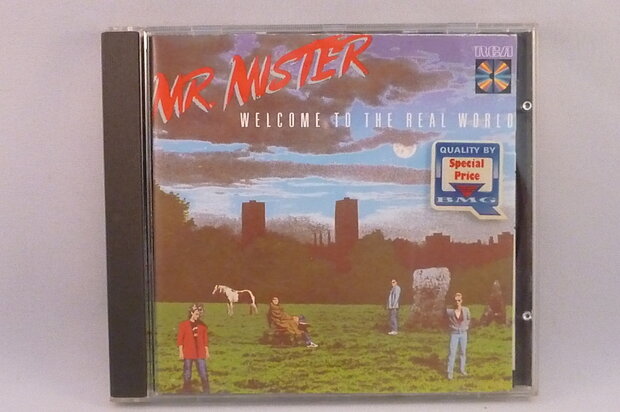 MR. MISTER
RCA
WELCOME TO THE REAL WORLD
QUALITY BY
Special
Price
BMG